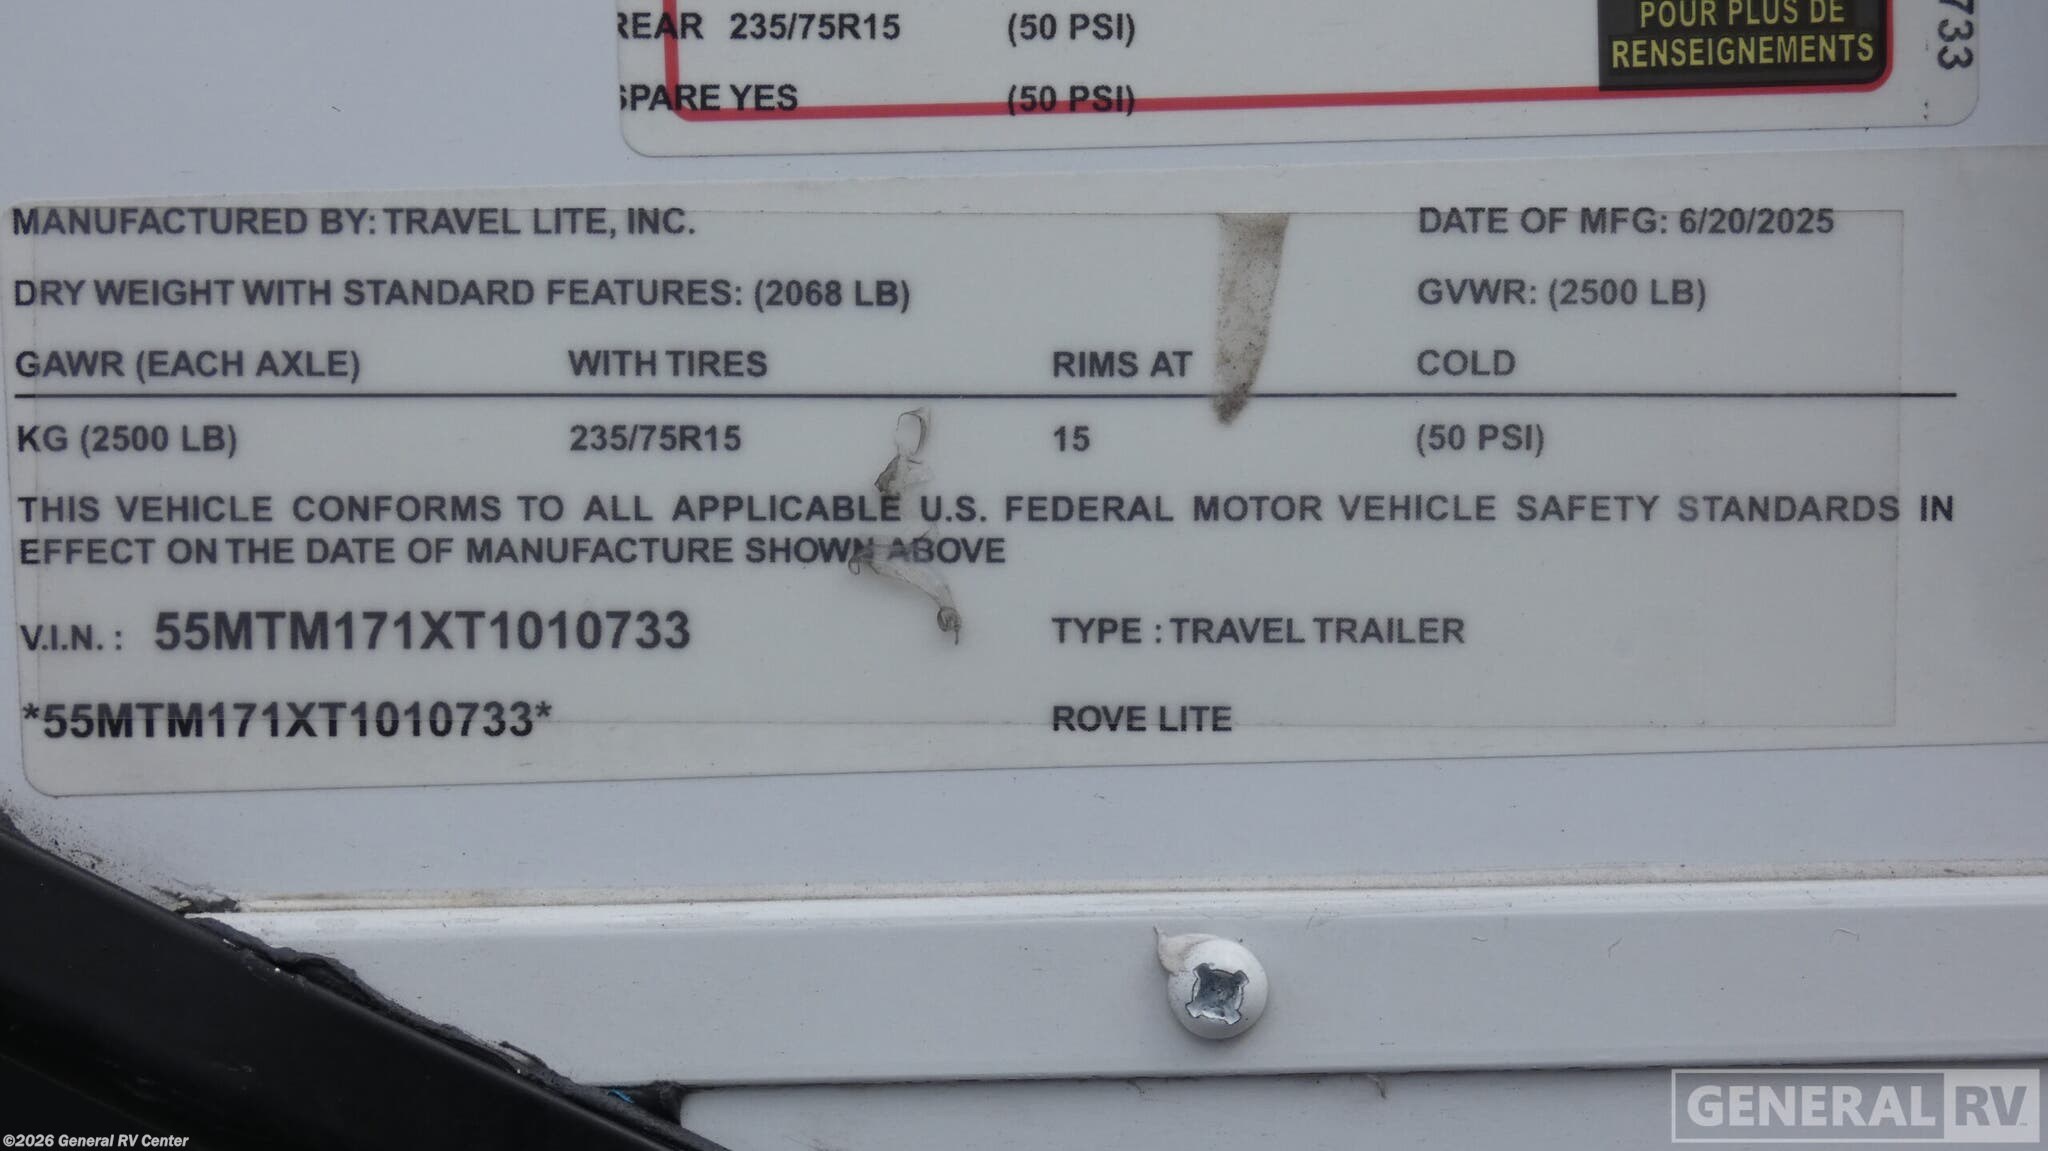 REAR 235/75R15 (50 PSI)
SPARE YES (50 PSI)
POUR PLUS DE
RENSEIGNEMENTS
733
MANUFACTURED BY: TRAVEL LITE, INC. DATE OF MFG: 6/20/2025
DRY WEIGHT WITH STANDARD FEATURES: (2068 LB) GVWR: (2500 LB)
GAWR (EACH AXLE) WITH TIRES RIMS AT COLD
KG (2500 LB) 235/75R15 15 (50 PSI)
THIS VEHICLE CONFORMS TO ALL APPLICABLE U.S. FEDERAL MOTOR VEHICLE SAFETY STANDARDS IN
EFFECT ON THE DATE OF MANUFACTURE SHOWN ABOVE
V.I.N. : 55MTM171XT1010733 TYPE : TRAVEL TRAILER
*55MTM171XT1010733* ROVE LITE
GENERAL RV
©2026 General RV Center